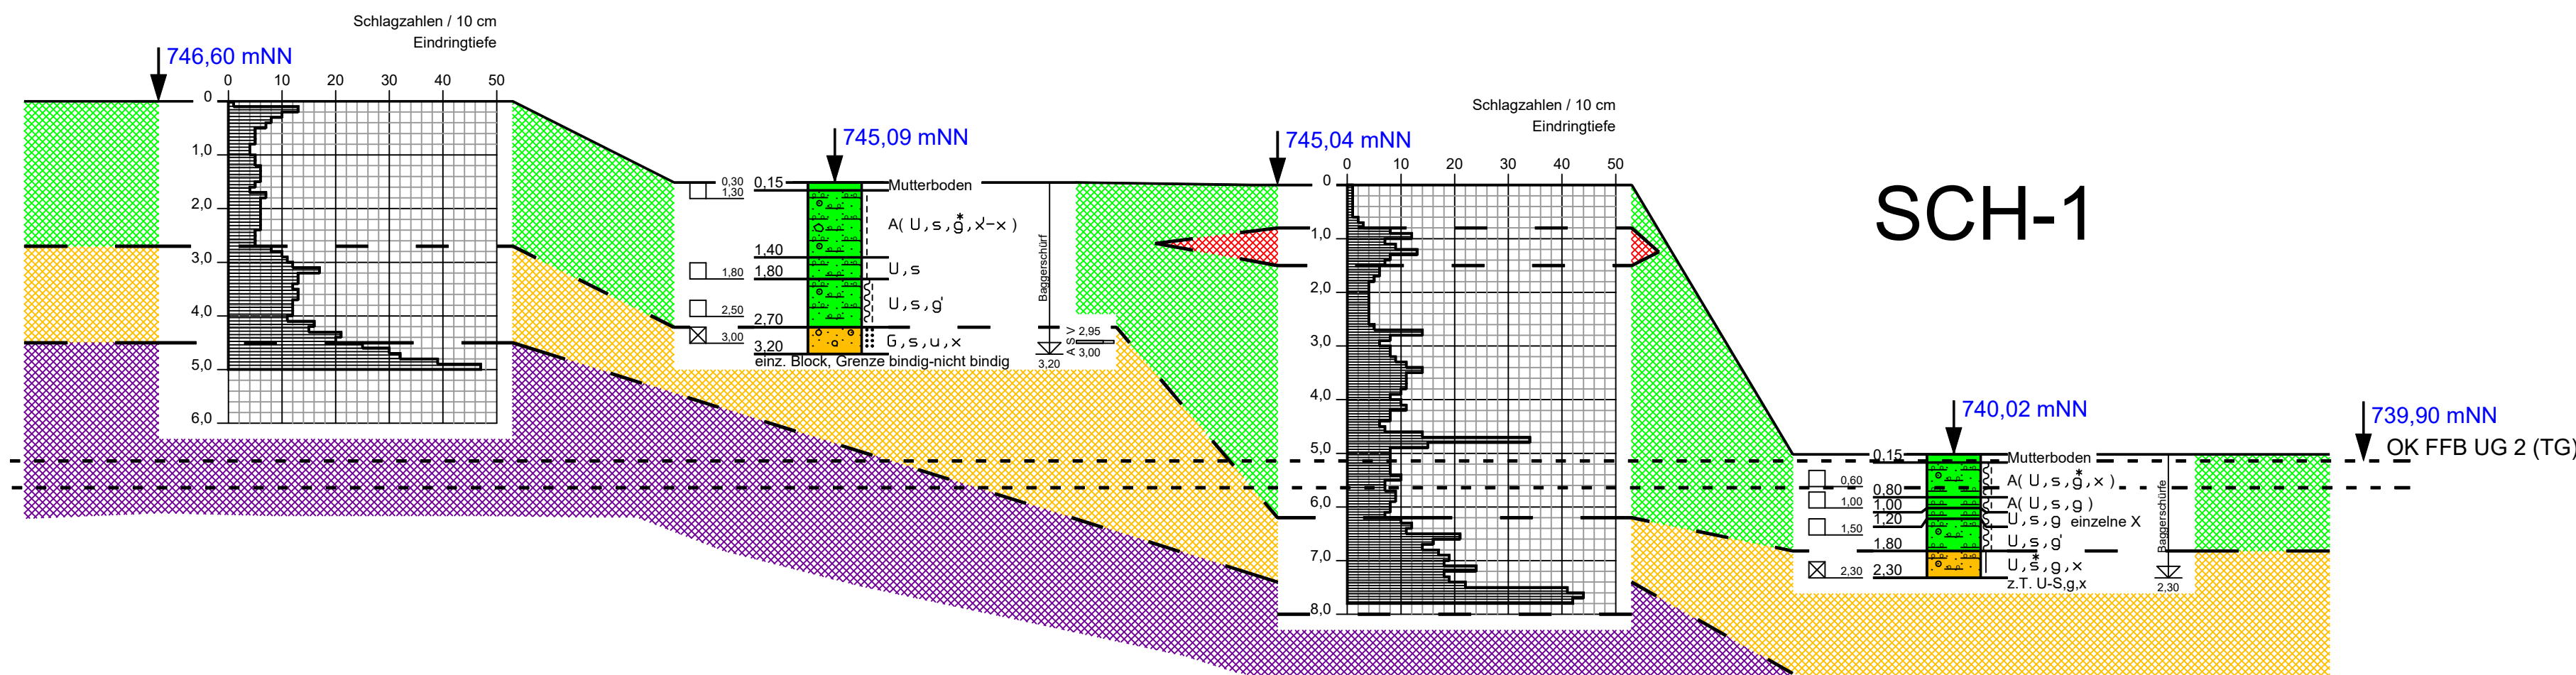 Schlagzahlen / 10 cm
Eindringtiefe
746,60 mNN
0 10 20 30 40 50
0
1,0
2,0
3,0
4,0
5,0
6,0
745,09 mNN
0,30
1,30
1,80
2,50
3,00
0,15
1,40
1,80
2,70
3,20
Mutterboden
A( U,s,g*,x'-x )
U,s
U,s,g'
G,s,u,x
einz. Block, Grenze bindig-nicht bindig
Baggerschürf
3,20
S
A
> 2,95
3,00
Schlagzahlen / 10 cm
Eindringtiefe
745,04 mNN
0 10 20 30 40 50
0
1,0
2,0
3,0
4,0
5,0
6,0
7,0
8,0
SCH-1
740,02 mNN
0,60
1,00
1,50
2,30
0,15
0,80
1,00
1,20
1,80
2,30
Mutterboden
A( U,s,g*,x )
A( U,s,g )
U,s,g einzelne X
U,s,g'
U,s*,g,x
z.T. U-S,g,x
Baggerschürfe
2,30
739,90 mNN
OK FFB UG 2 (TG)